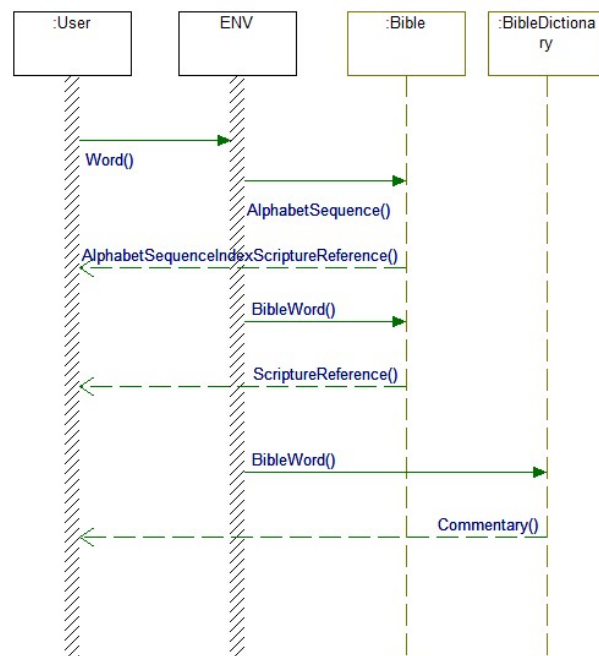 :User
ENV
:Bible
:BibleDictiona
ry
Word()
AlphabetSequence()
AlphabetSequenceIndexScriptureReference()
BibleWord()
ScriptureReference()
BibleWord()
Commentary()